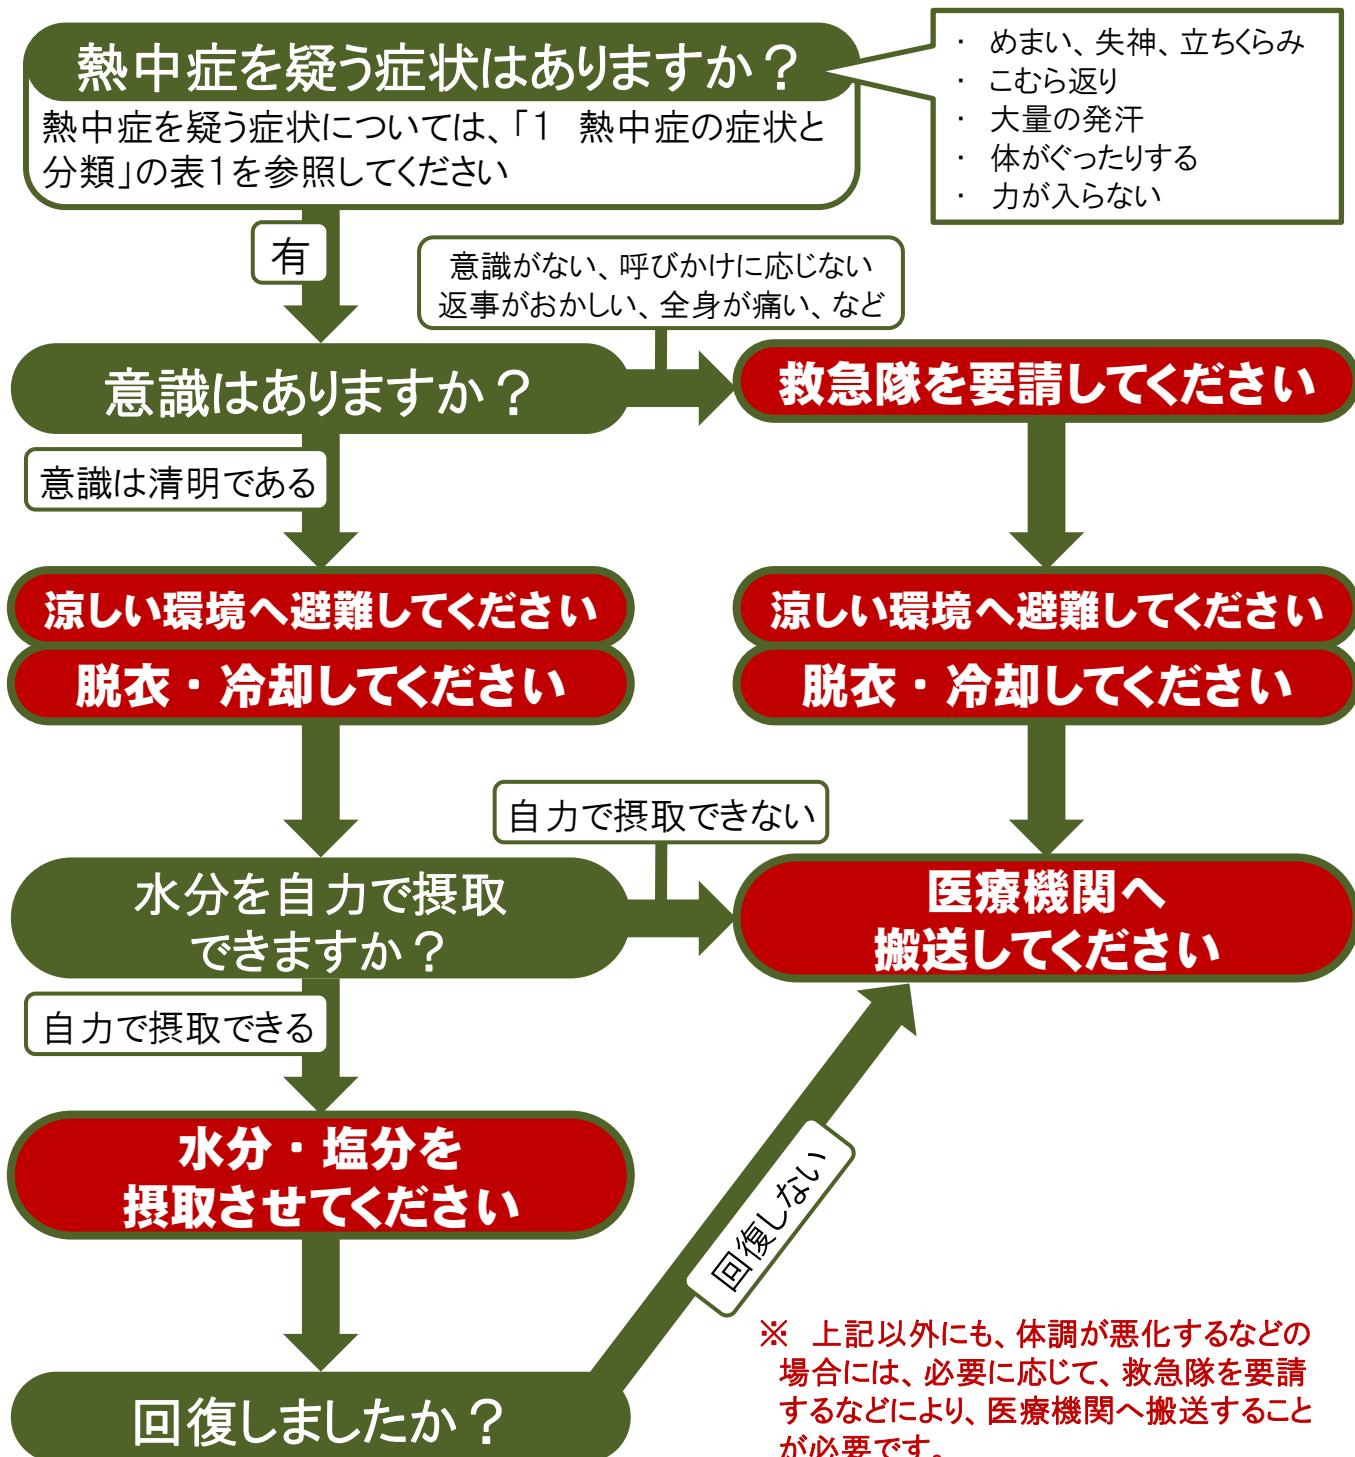 熱中症を疑う症状はありますか？
熱中症を疑う症状については、「１　熱中症の症状と
分類」の表１を参照してください
・　めまい、失神、立ちくらみ
・　こむら返り
・　大量の発汗
・　体がぐったりする
・　力が入らない
有
意識がない、呼びかけに応じない
返事がおかしい、全身が痛い、など
意識はありますか？
救急隊を要請してください
意識は清明である
涼しい環境へ避難してください
脱衣・冷却してください
涼しい環境へ避難してください
脱衣・冷却してください
自力で摂取できない
水分を自力で摂取
できますか？
医療機関へ
搬送してください
自力で摂取できる
水分・塩分を
摂取させてください
回復しない
回復しましたか？
※　上記以外にも、体調が悪化するなどの
場合には、必要に応じて、救急隊を要請
するなどにより、医療機関へ搬送すること
が必要です。